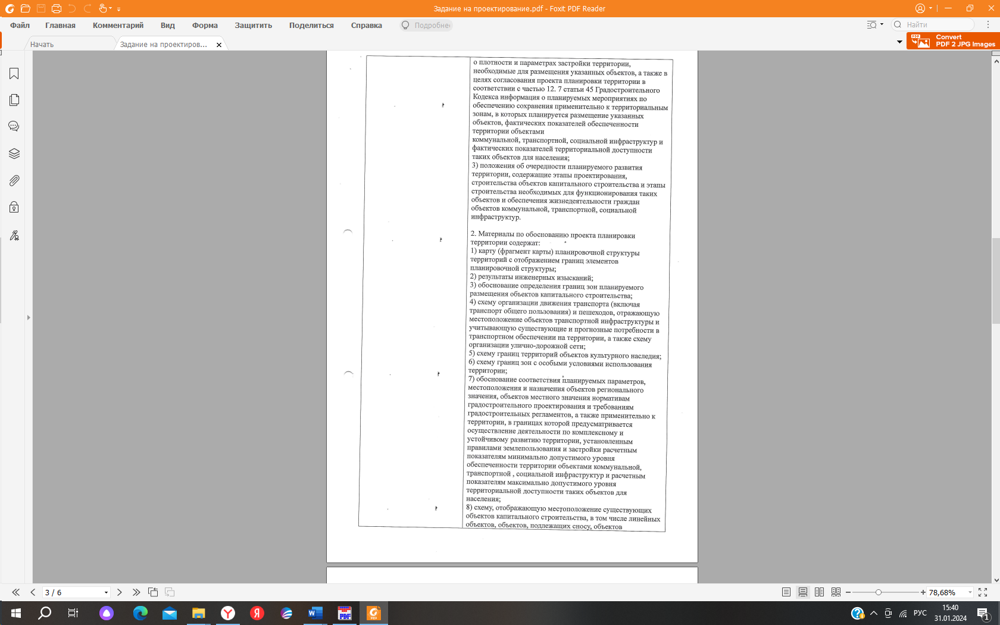 Задание на проектирование.pdf - Foxit PDF Reader
Файл Главная Комментарий Вид Форма Защитить Поделиться Справка Подробне Найти
Начать Задание на проектиров... Convert
PDF 2 JPG Images
о плотности и параметрах застройки территории,
необходимые для размещения указанных объектов, а также в
целях согласования проекта планировки территории в
соответствии с частью 12. 7 статьи 45 Градостроительного
Кодекса информация о планируемых мероприятиях по
обеспечению сохранения применительно к территориальным
зонам, в которых планируется размещение указанных
объектов, фактических показателей обеспеченности
территории объектами
коммунальной, транспортной, социальной инфраструктур и
фактических показателей территориальной доступности
таких объектов для населения;
3) положения об очередности планируемого развития
территории, содержащие этапы проектирования,
строительства объектов капитального строительства и этапы
строительства необходимых для функционирования таких
объектов и обеспечения жизнедеятельности граждан
объектов коммунальной, транспортной, социальной
инфраструктур.
2. Материалы по обоснованию проекта планировки
территории содержат:
1) карту (фрагмент карты) планировочной структуры
территорий с отображением границ элементов
планировочной структуры;
2) результаты инженерных изысканий;
3) обоснование определения границ зон планируемого
размещения объектов капитального строительства;
4) схему организации движения транспорта (включая
транспорт общего пользования) и пешеходов, отражающую
местоположение объектов транспортной инфраструктуры и
учитывающую существующие и прогнозные потребности в
транспортном обеспечении на территории, а также схему
организации улично-дорожной сети;
5) схему границ территорий объектов культурного наследия;
6) схему границ зон с особыми условиями использования
территории;
7) обоснование соответствия планируемых параметров,
местоположения и назначения объектов регионального
значения, объектов местного значения нормативам
градостроительного проектирования и требованиям
градостроительных регламентов, а также применительно к
территории, в границах которой предусматривается
осуществление деятельности по комплексному и
устойчивому развитию территории, установленным
правилами землепользования и застройки расчетным
показателям минимально допустимого уровня
обеспеченности территории объектами коммунальной,
транспортной , социальной инфраструктур и расчетным
показателям максимально допустимого уровня
территориальной доступности таких объектов для
населения;
8) схему, отображающую местоположение существующих
объектов капитального строительства, в том числе линейных
объектов, объектов, подлежащих сносу, объектов
3 / 6 78,68%
РУС 15:40
31.01.2024 1